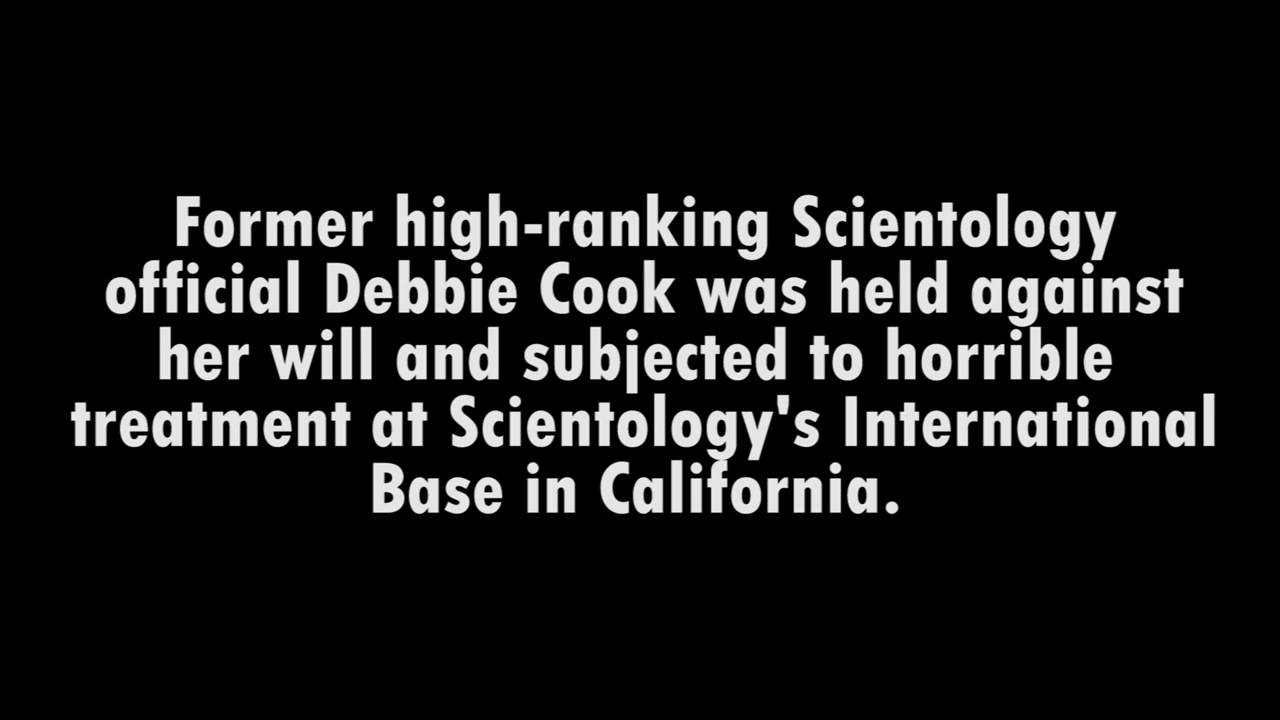 Former high-ranking Scientology
official Debbie Cook was held against
her will and subjected to horrible
treatment at Scientology's International
Base in California.